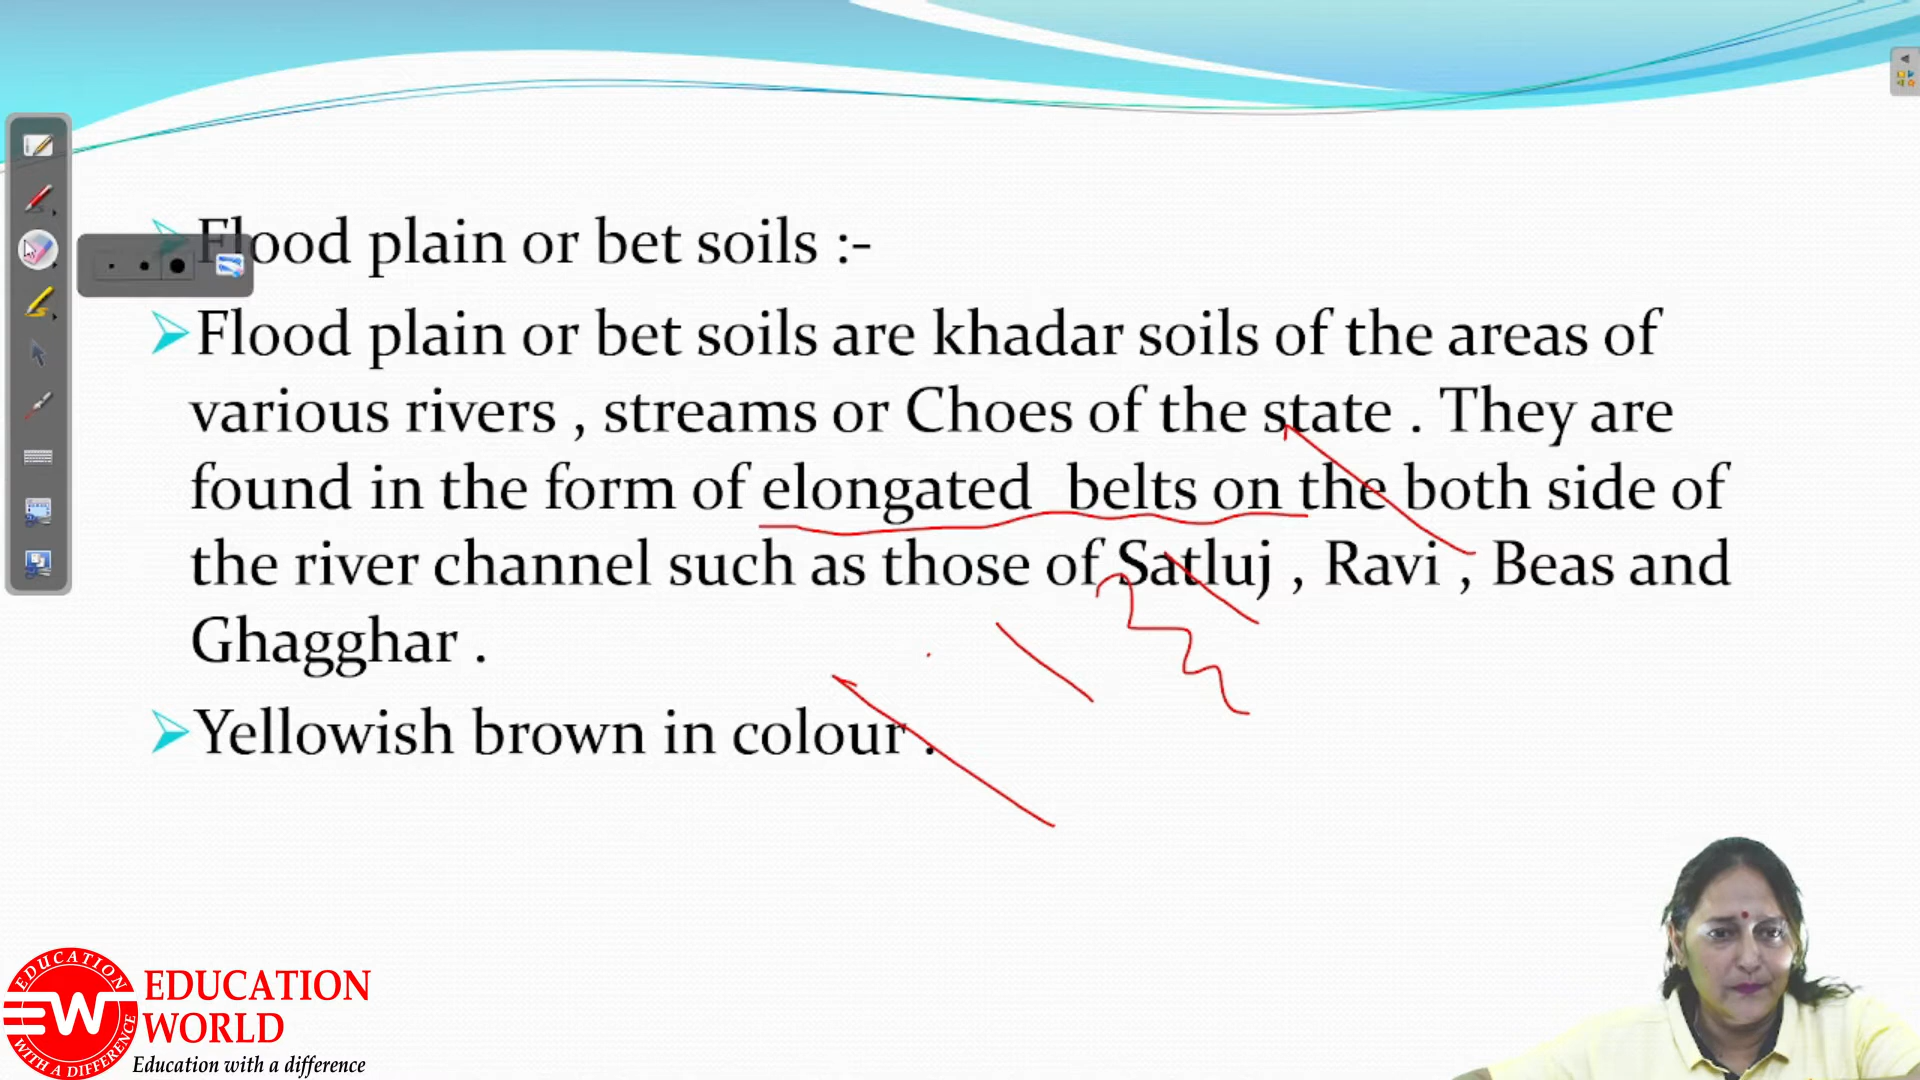 Flood plain or bet soils :-
Flood plain or bet soils are khadar soils of the areas of
various rivers , streams or Choes of the state . They are
found in the form of elongated belts on the both side of
the river channel such as those of Satluj , Ravi , Beas and
Ghagghar .
Yellowish brown in colour .
EDUCATION
WITH A DIFFERENCE
EW
EDUCATION
WORLD
Education with a difference